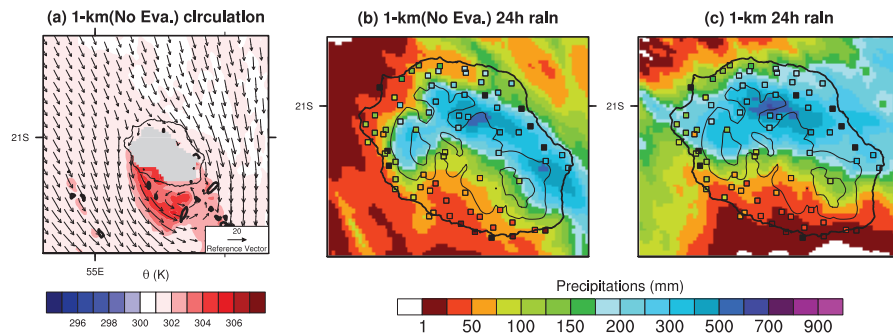 (a) 1-km(No Eva.) circulation
(b) 1-km(No Eva.) 24h rain
(c) 1-km 24h rain
21S
21S
21S
20
Reference Vector
55E
θ (K)
296 298 300 302 304 306
Precipitations (mm)
1 50 100 150 200 300 500 700 900